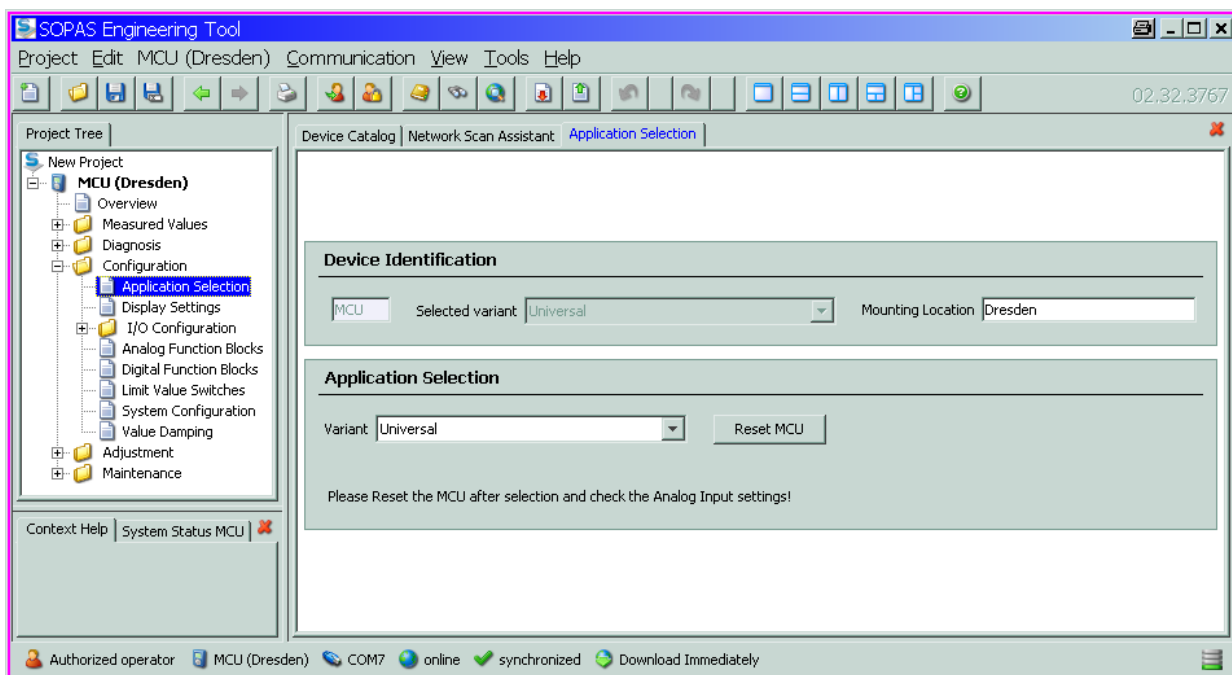 SOPAS Engineering Tool
Project Edit MCU (Dresden) Communication View Tools Help
02.32.3767
Project Tree
Device Catalog Network Scan Assistant Application Selection
New Project
MCU (Dresden)
Overview
Measured Values
Diagnosis
Configuration
Application Selection
Display Settings
I/O Configuration
Analog Function Blocks
Digital Function Blocks
Limit Value Switches
System Configuration
Value Damping
Adjustment
Maintenance
Device Identification
MCU Selected variant Universal Mounting Location Dresden
Application Selection
Variant Universal Reset MCU
Please Reset the MCU after selection and check the Analog Input settings!
Context Help System Status MCU
Authorized operator MCU (Dresden) COM7 online synchronized Download Immediately